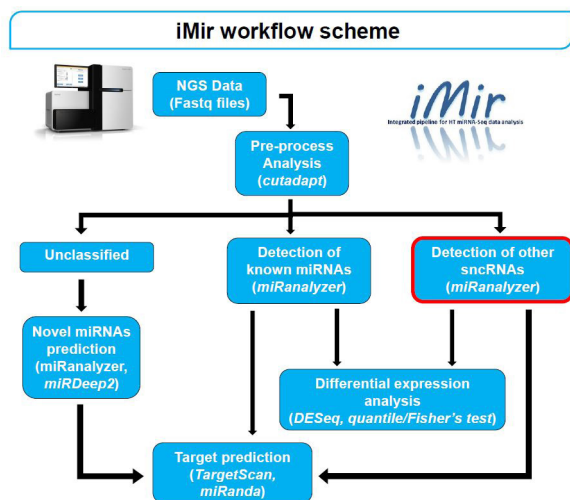 iMir workflow scheme
NGS Data
(Fastq files)
iMir
Integrated pipeline for HT miRNA-Seq data analysis
Pre-process
Analysis
(cutadapt)
Unclassified
Detection of
known miRNAs
(miRanalyzer)
Detection of other
sncRNAs
(miRanalyzer)
Novel miRNAs
prediction
(miRanalyzer,
miRDeep2)
Differential expression
analysis
(DESeq, quantile/Fisher's test)
Target prediction
(TargetScan,
miRanda)